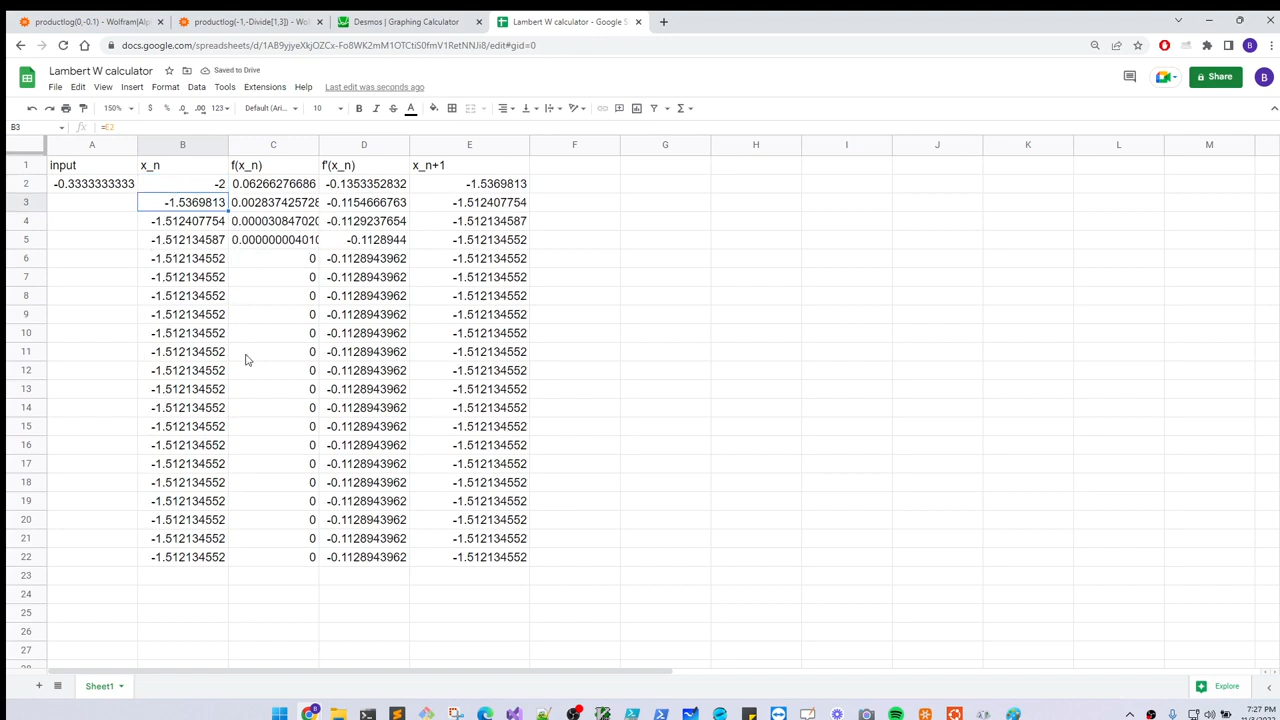 productlog(0,-0.1) - Wolfram|Al
productlog(-1,-Divide[1,3]) - Wo
Desmos | Graphing Calculator
Lambert W calculator - Google S
docs.google.com/spreadsheets/d/1AB9yjyeXkjOZCx-Fo8WK2mM1OTCtiS0fmV1RetNNJi8/edit#gid=0
Lambert W calculator
Saved to Drive
File Edit View Insert Format Data Tools Extensions Help Last edit was seconds ago
Share
B
150% $ % .0 .00 123 Default (Ari... 10 B I S A
B3 =E2
A B C D E F G H I J K L M
1 input x_n f(x_n) f'(x_n) x_n+1
2 -0.3333333333 -2 0.06266276686 -0.1353352832 -1.5369813
3 -1.5369813 0.002837425728 -0.1154666763 -1.512407754
4 -1.512407754 0.000030847020 -0.1129237654 -1.512134587
5 -1.512134587 0.000000004010 -0.1128944 -1.512134552
6 -1.512134552 0 -0.1128943962 -1.512134552
7 -1.512134552 0 -0.1128943962 -1.512134552
8 -1.512134552 0 -0.1128943962 -1.512134552
9 -1.512134552 0 -0.1128943962 -1.512134552
10 -1.512134552 0 -0.1128943962 -1.512134552
11 -1.512134552 0 -0.1128943962 -1.512134552
12 -1.512134552 0 -0.1128943962 -1.512134552
13 -1.512134552 0 -0.1128943962 -1.512134552
14 -1.512134552 0 -0.1128943962 -1.512134552
15 -1.512134552 0 -0.1128943962 -1.512134552
16 -1.512134552 0 -0.1128943962 -1.512134552
17 -1.512134552 0 -0.1128943962 -1.512134552
18 -1.512134552 0 -0.1128943962 -1.512134552
19 -1.512134552 0 -0.1128943962 -1.512134552
20 -1.512134552 0 -0.1128943962 -1.512134552
21 -1.512134552 0 -0.1128943962 -1.512134552
22 -1.512134552 0 -0.1128943962 -1.512134552
23
24
25
26
27
28
Sheet1
Explore
7:27 PM